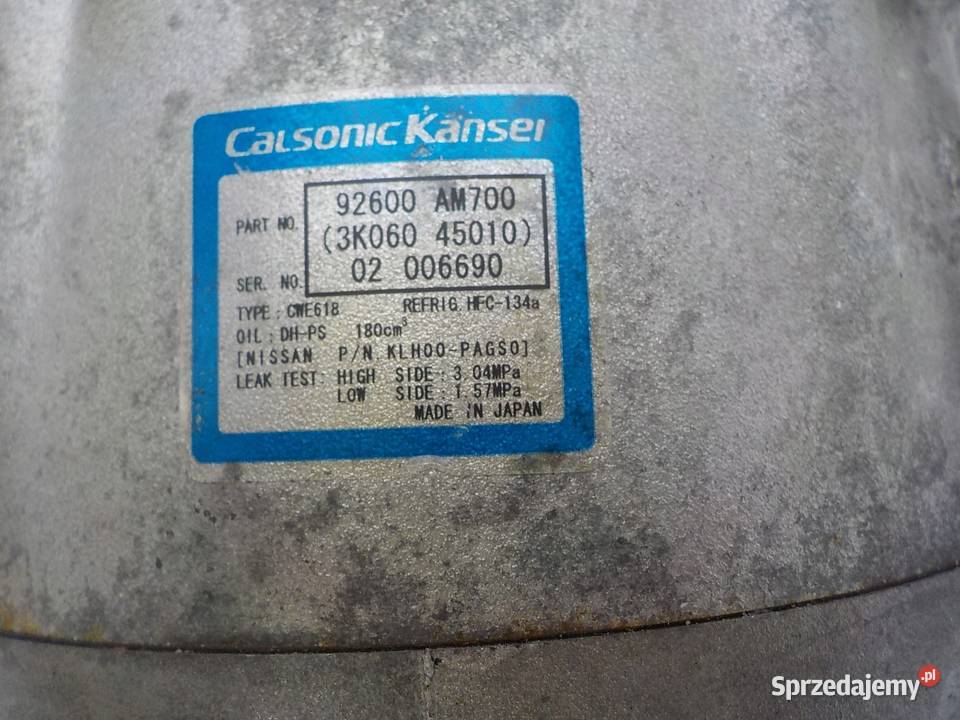 CalsonicKansei
PART NO. 92600 AM700
(3K060 45010)
SER. NO. 02 006690
TYPE : CWE618 REFRIG. HFC-134a
OIL : DH-PS 180cm³
[NISSAN P/N. KLH00-PAGS0]
LEAK TEST: HIGH SIDE : 3.04MPa
LOW SIDE : 1.57MPa
MADE IN JAPAN
Sprzedajemy.pl